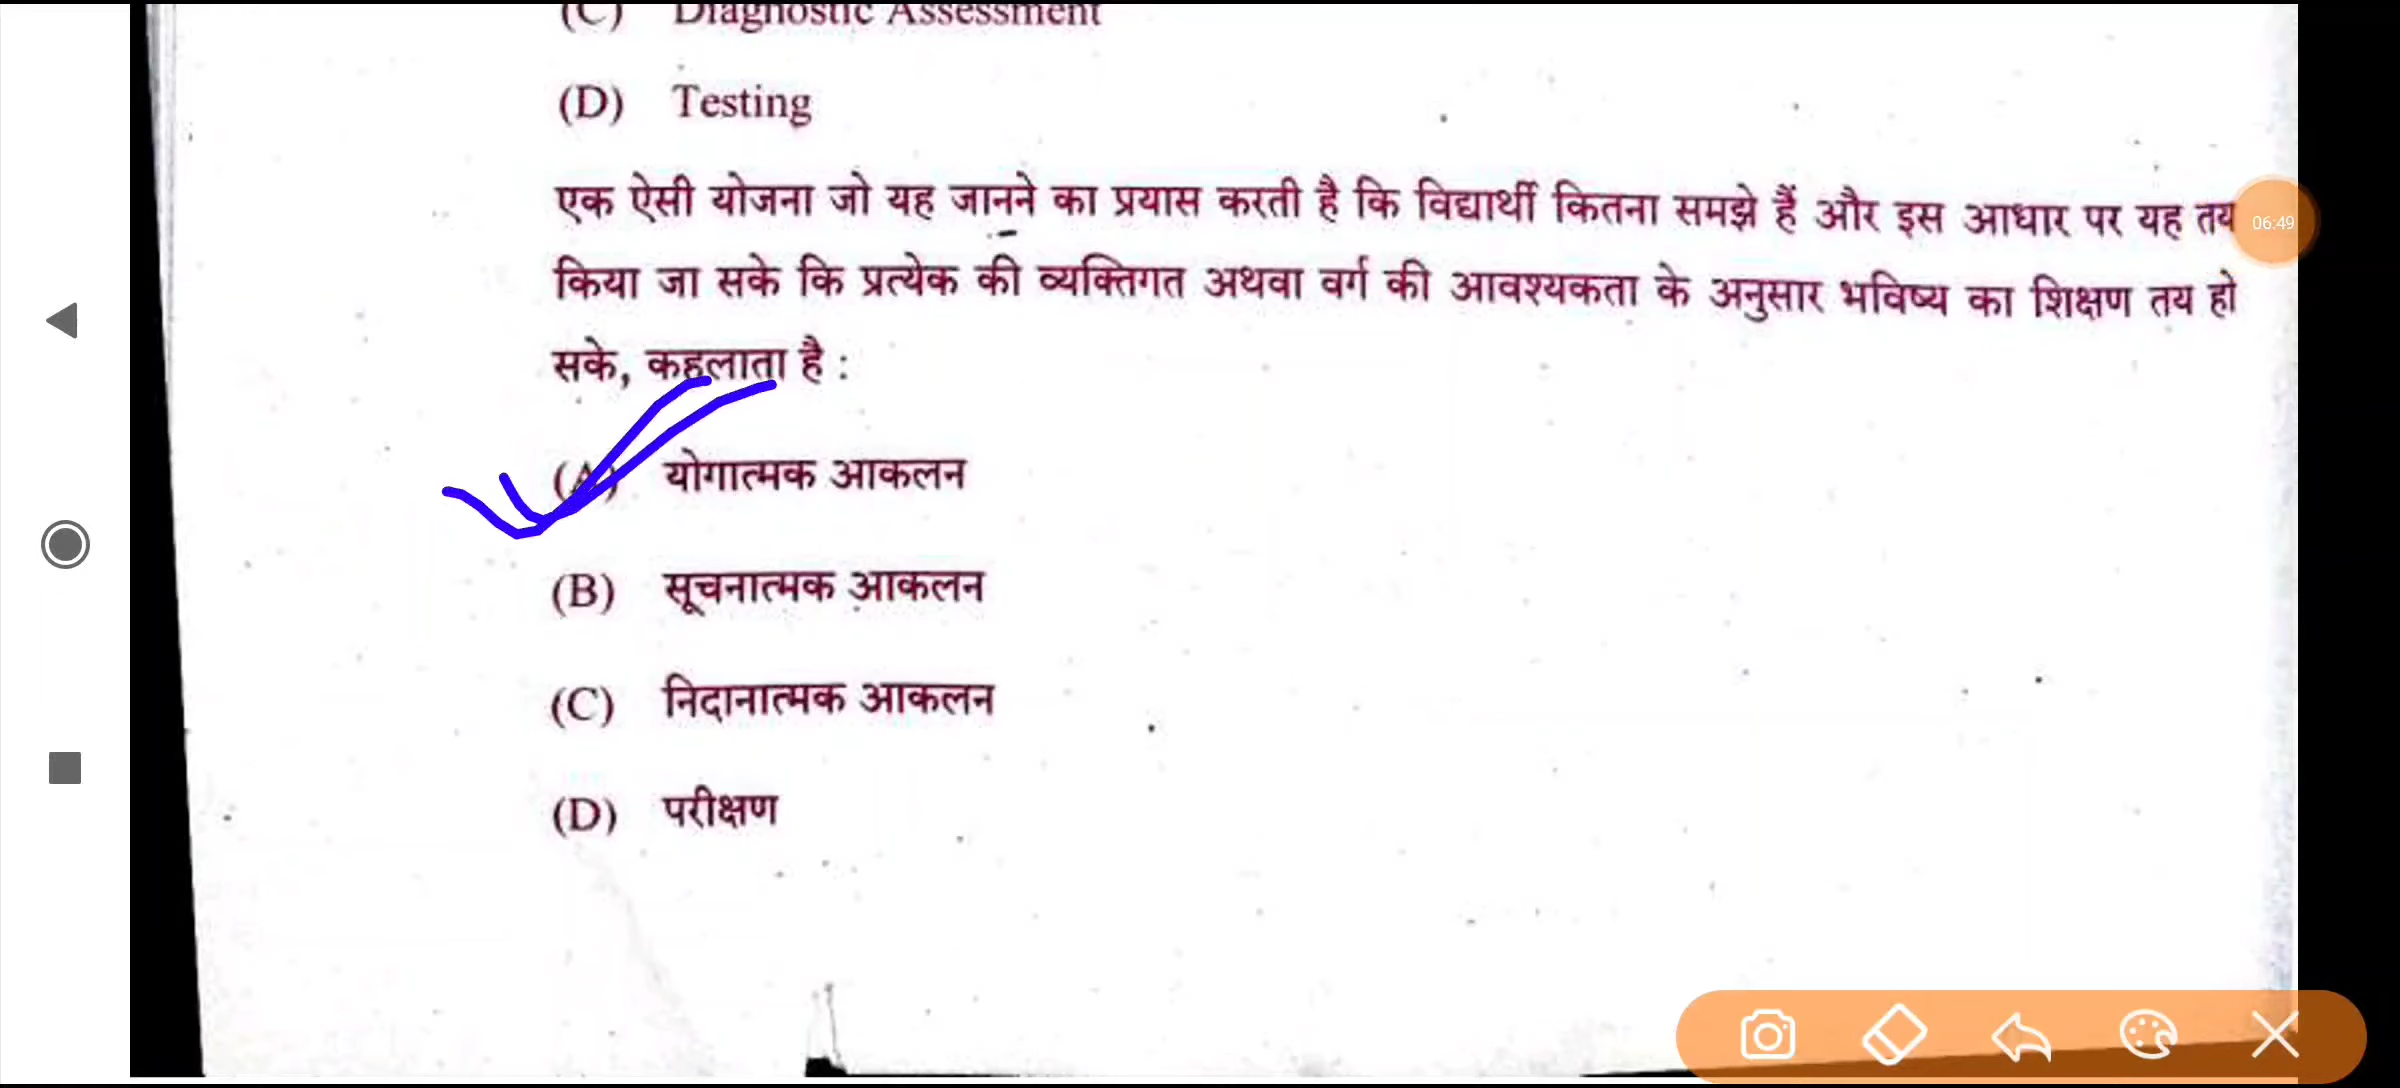 (C) Diagnostic Assessment
(D) Testing
एक ऐसी योजना जो यह जानने का प्रयास करती है कि विद्यार्थी कितना समझे हैं और इस आधार पर यह तय
06:49
किया जा सके कि प्रत्येक की व्यक्तिगत अथवा वर्ग की आवश्यकता के अनुसार भविष्य का शिक्षण तय हो
सके, कहलाता है :
(A) योगात्मक आकलन
(B) सूचनात्मक आकलन
(C) निदानात्मक आकलन
(D) परीक्षण